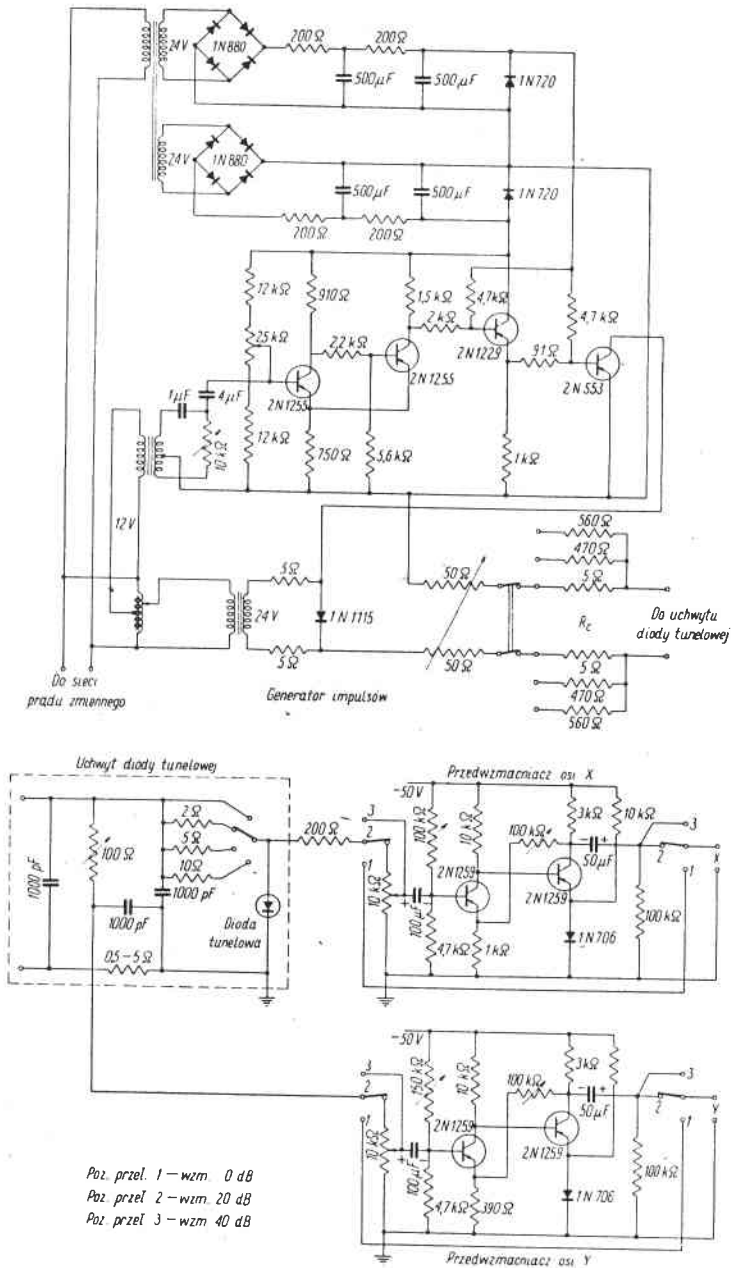 24V
1N880
200Ω
200Ω
500μF
500μF
1N720
24V
1N880
500μF
500μF
1N720
200Ω
200Ω
12kΩ
910Ω
1,5kΩ
4,7kΩ
2kΩ
4,7kΩ
25kΩ
2,2kΩ
2N1229
91Ω
1μF
4μF
2N1255
2N1255
2N553
10kΩ
12kΩ
750Ω
5,6kΩ
1kΩ
12V
560Ω
470Ω
5Ω
5Ω
50Ω
24V
1N1115
Rc
Do uchwytu
diody tunelowej
5Ω
50Ω
5Ω
470Ω
560Ω
Do sieci
prądu zmiennego
Generator impulsów
Uchwyt diody tunelowej
Przedwzmacniacz osi X
1000pF
100Ω
2Ω
5Ω
10Ω
1000pF
1000pF
0,5-5Ω
Dioda
tunelowa
200Ω
3
2
1
10kΩ
-50V
100kΩ
10kΩ
100kΩ
3kΩ
10kΩ
- +
50μF
2N1259
2N1259
+
100μF
4,7kΩ
1kΩ
1N706
100kΩ
3
2
1
X
-50V
3
2
1
10kΩ
150kΩ
10kΩ
100kΩ
3kΩ
- +
50μF
2N1259
2N1259
+ -
100μF
4,7kΩ
390Ω
1N706
100kΩ
3
2
1
Y
Poz. przeł. 1 – wzm. 0 dB
Poz. przeł 2 – wzm. 20 dB
Poz. przeł 3 – wzm 40 dB
Przedwzmacniacz osi Y